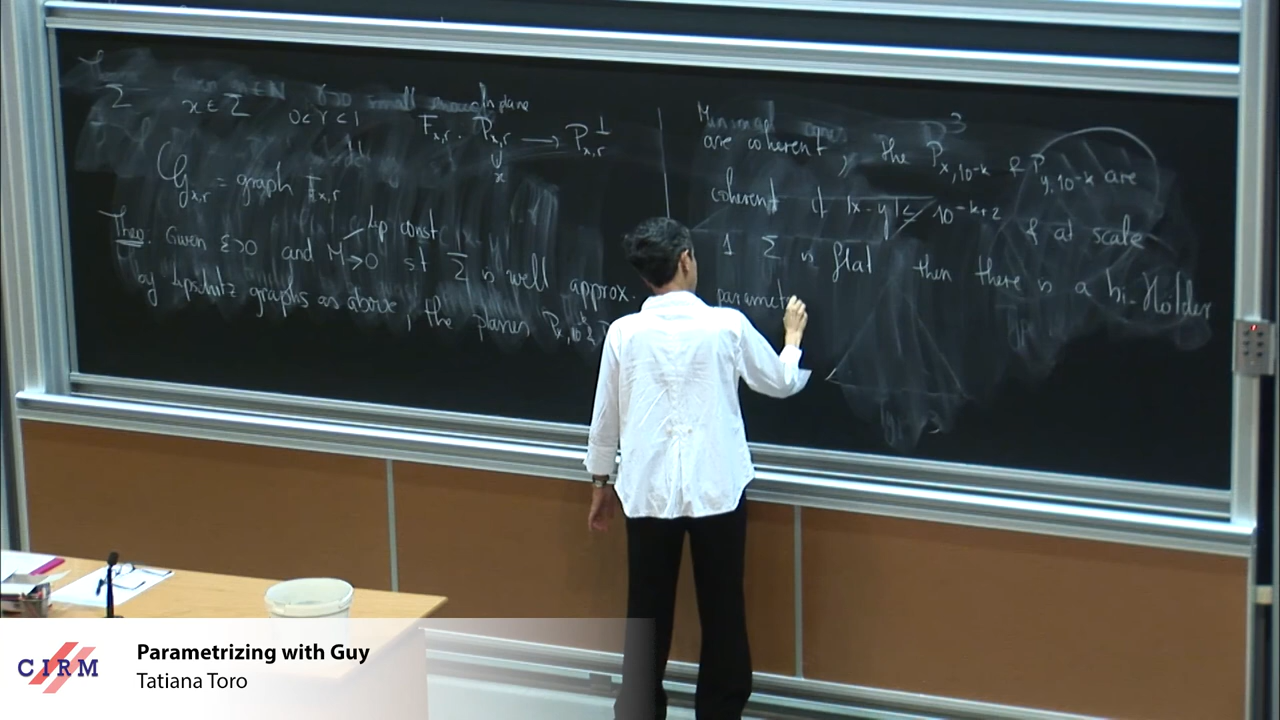 Σ x ∈ Σ 0<r<1 n plane
F_{x,r} : P_{x,r} → P_{x,r}^⊥
x
G_{x,r} = graph F_{x,r}
Lip const
Theo. Given ε>0 and M→0 st Σ is well approx.
by Lipschitz graphs as above, the planes
are coherent, the P_{x,10^{-k}} & P_{y,10^{-k}} are
coherent if |x-y| ≤ 10^{-k+2} & at scale
1 Σ is flat then there is a bi-Hölder
paramet
CIRM
Parametrizing with Guy
Tatiana Toro